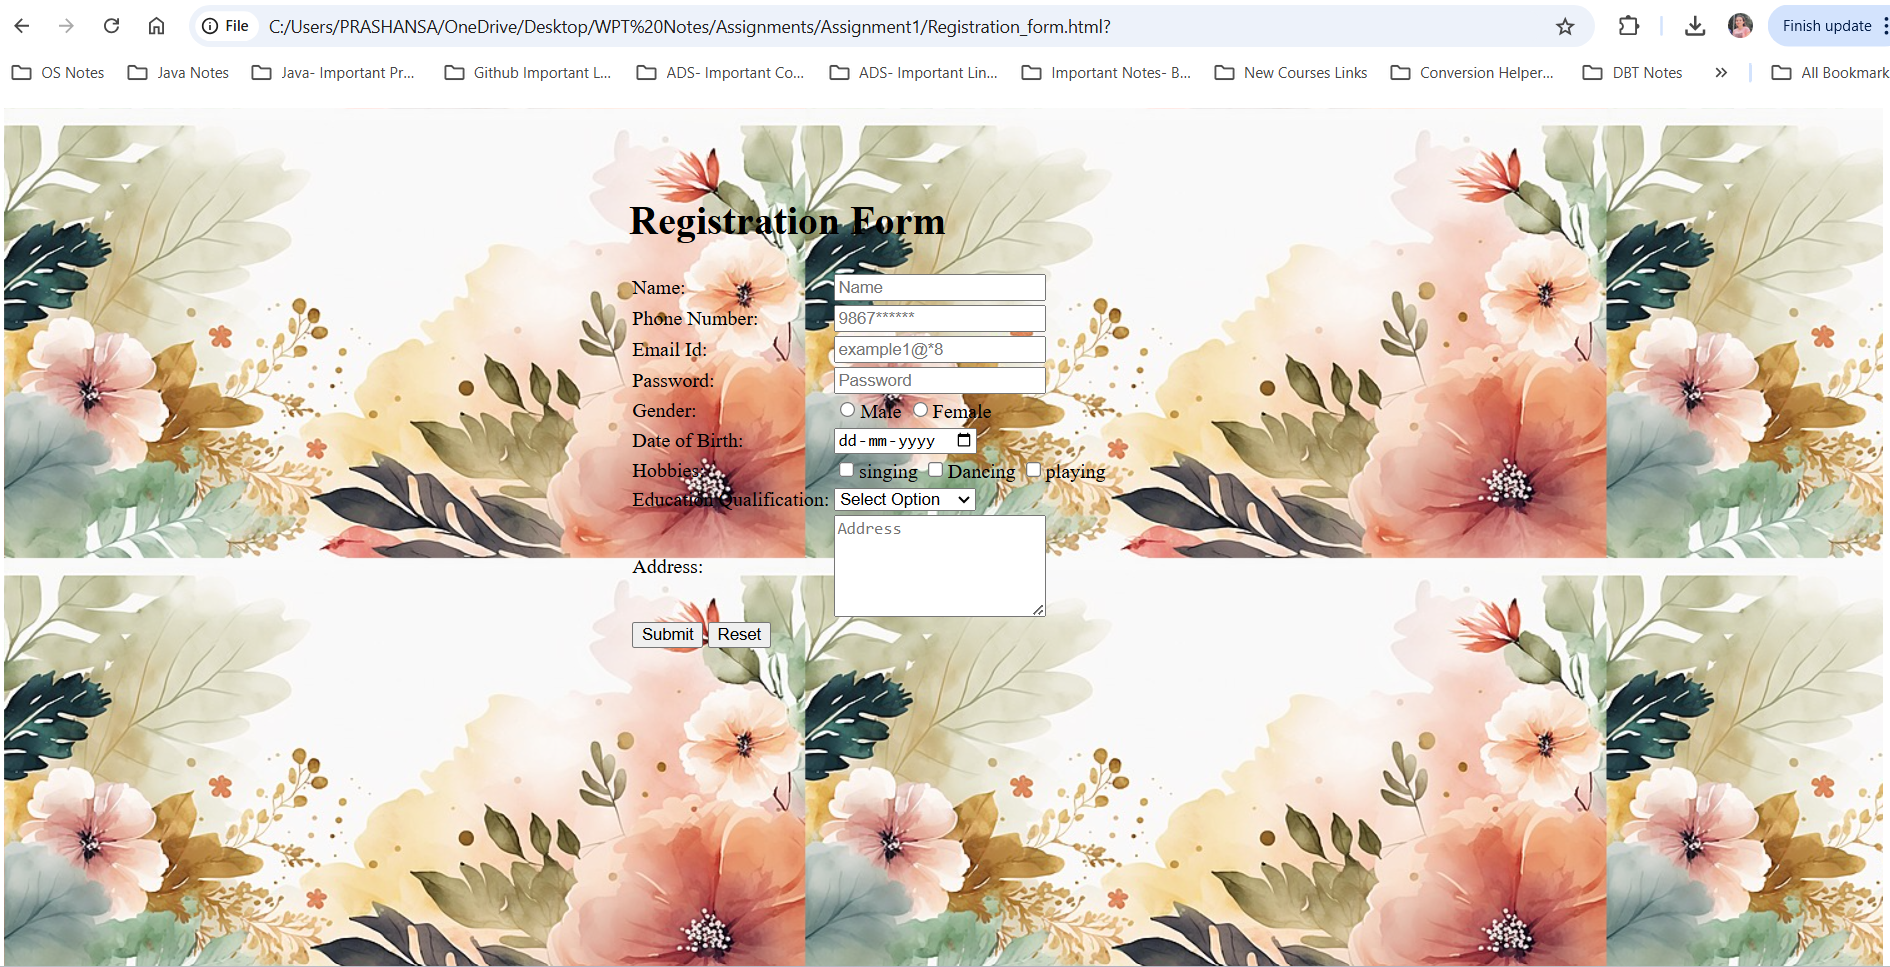 File C:/Users/PRASHANSA/OneDrive/Desktop/WPT%20Notes/Assignments/Assignment1/Registration_form.html? Finish update
OS Notes Java Notes Java- Important Pr... Github Important L... ADS- Important Co... ADS- Important Lin... Important Notes- B... New Courses Links Conversion Helper... DBT Notes » All Bookmark
Registration Form
Name: Name
Phone Number: 9867******
Email Id: example1@*8
Password: Password
Gender: Male Female
Date of Birth: dd-mm-yyyy
Hobbies: singing Dancing playing
Education Qualification: Select Option
Address: Address
Submit Reset